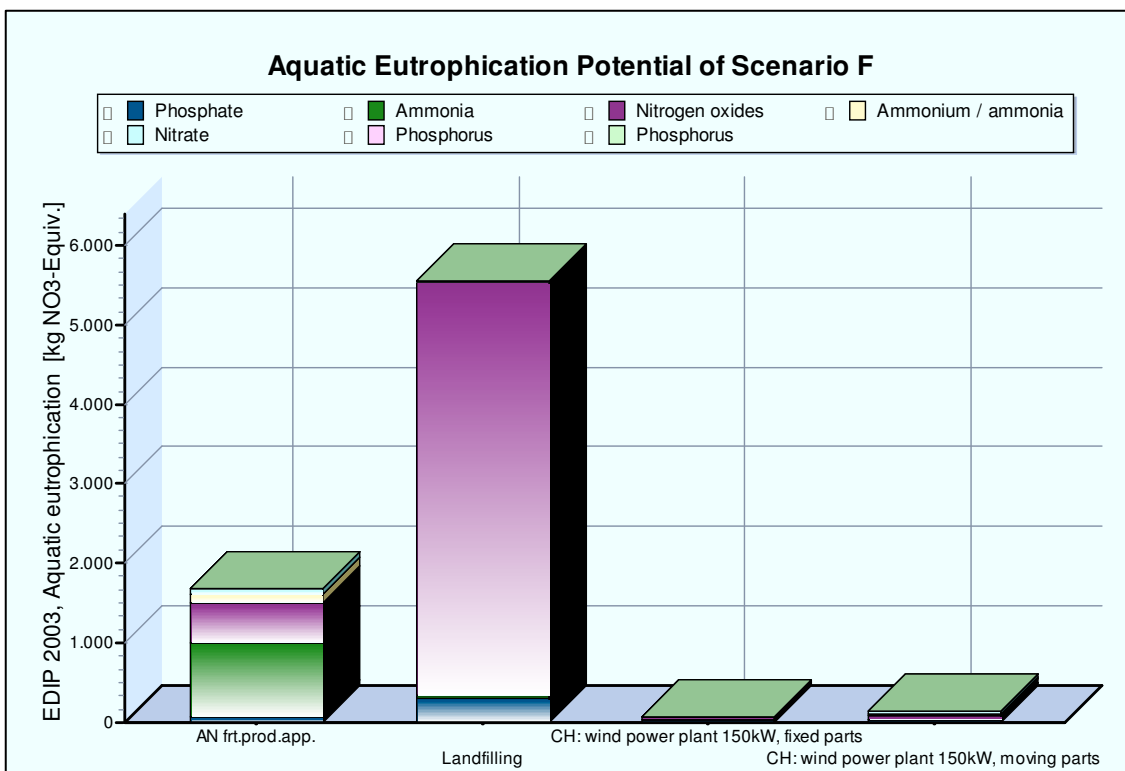 Aquatic Eutrophication Potential of Scenario F
Phosphate Ammonia Nitrogen oxides Ammonium / ammonia
Nitrate Phosphorus Phosphorus
EDIP 2003, Aquatic eutrophication [kg NO3-Equiv.]
6.000
5.000
4.000
3.000
2.000
1.000
0
AN frt.prod.app. CH: wind power plant 150kW, fixed parts
Landfilling CH: wind power plant 150kW, moving parts